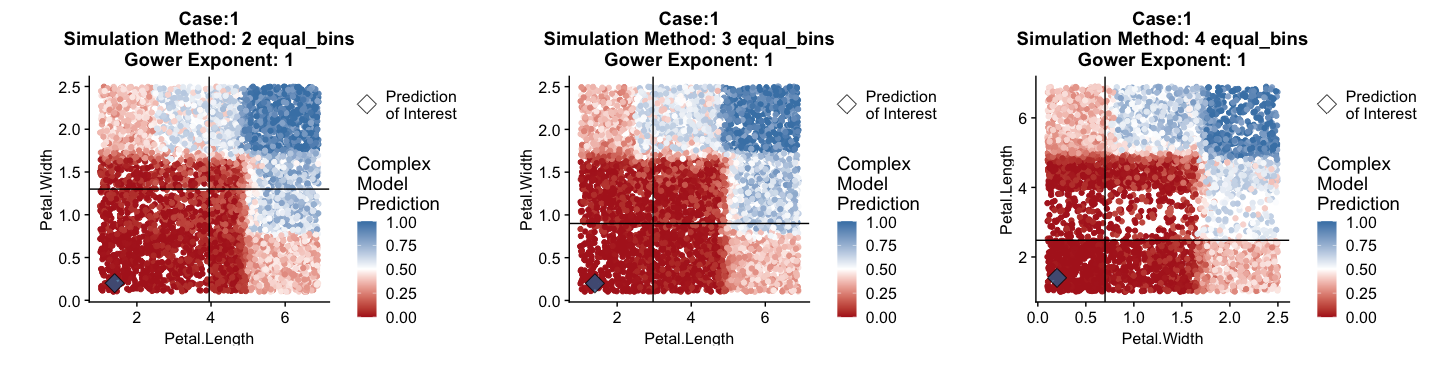 Case:1
Simulation Method: 2 equal_bins
Gower Exponent: 1
2.5
2.0
1.5
1.0
0.5
0.0
Petal.Width
2
4
6
Petal.Length
Prediction
of Interest
Complex
Model
Prediction
1.00
0.75
0.50
0.25
0.00
Case:1
Simulation Method: 3 equal_bins
Gower Exponent: 1
2.5
2.0
1.5
1.0
0.5
0.0
Petal.Width
2
4
6
Petal.Length
Prediction
of Interest
Complex
Model
Prediction
1.00
0.75
0.50
0.25
0.00
Case:1
Simulation Method: 4 equal_bins
Gower Exponent: 1
6
4
2
Petal.Length
0.0
0.5
1.0
1.5
2.0
2.5
Petal.Width
Prediction
of Interest
Complex
Model
Prediction
1.00
0.75
0.50
0.25
0.00